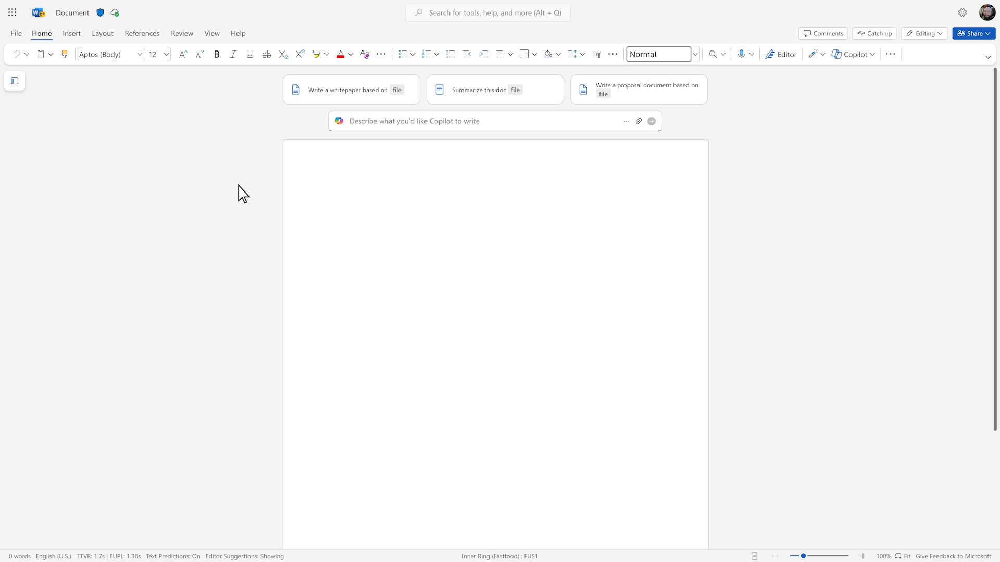 Document
Search for tools, help, and more (Alt + Q)
File Home Insert Layout References Review View Help
Comments Catch up Editing Share
Aptos (Body) 12 Normal Editor Copilot
Write a whitepaper based on file
Summarize this doc file
Write a proposal document based on
file
Describe what you'd like Copilot to write
0 words English (U.S.) TTVR: 1.7s | EUPL: 1.36s Text Predictions: On Editor Suggestions: Showing Inner Ring (Fastfood) : FUS1 100% Fit Give Feedback to Microsoft